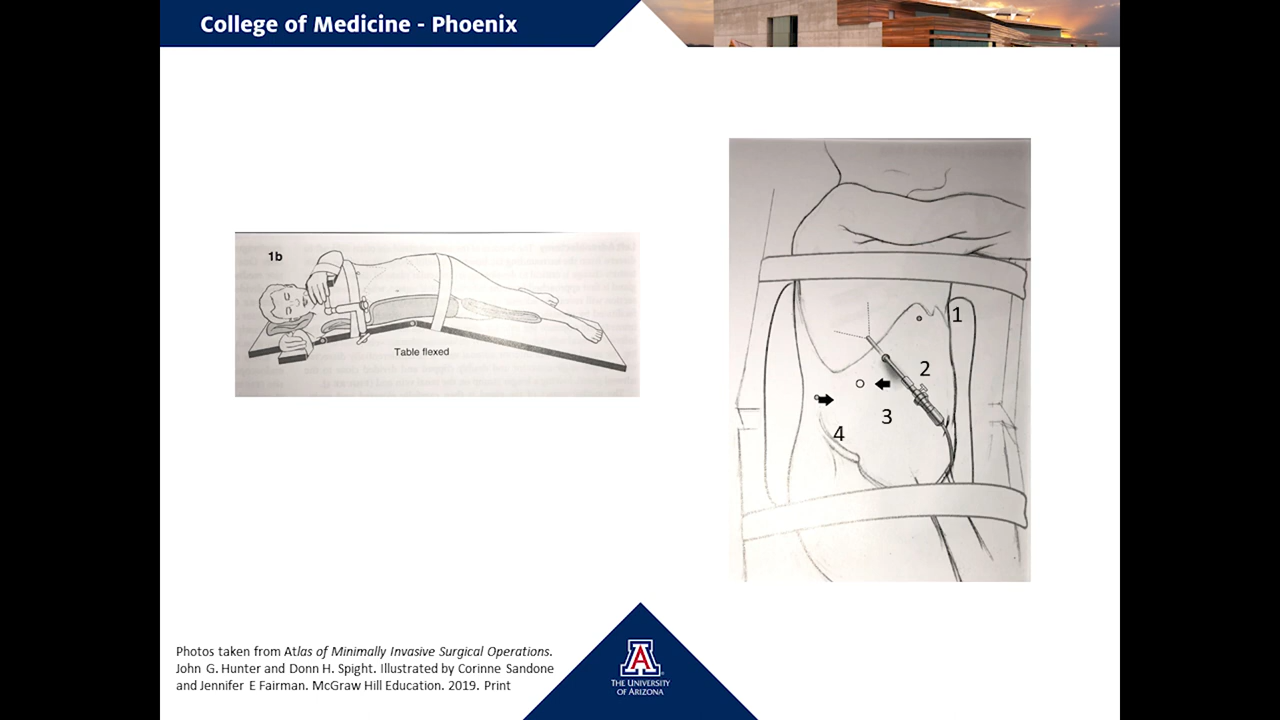 College of Medicine - Phoenix
1b
Table flexed
1
2
3
4
Photos taken from Atlas of Minimally Invasive Surgical Operations.
John G. Hunter and Donn H. Spight. Illustrated by Corinne Sandone
and Jennifer E Fairman. McGraw Hill Education. 2019. Print
A
THE UNIVERSITY
OF ARIZONA